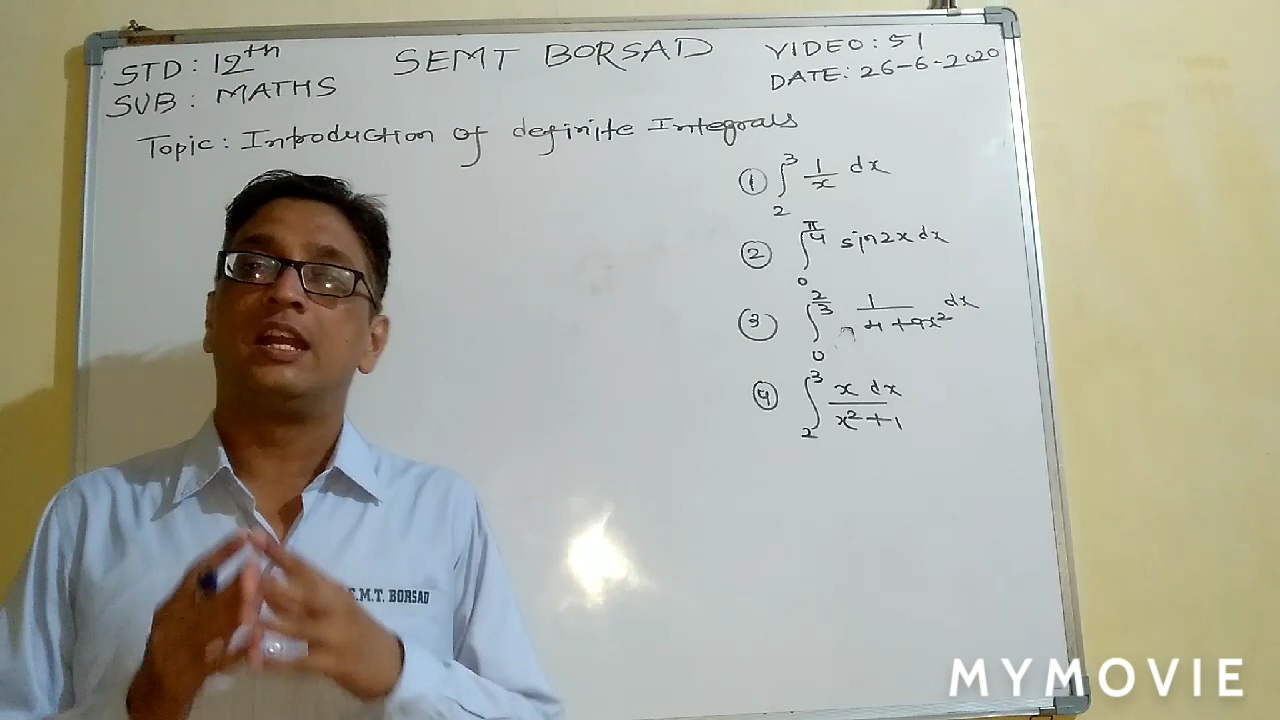 STD: 12th SEMT BORSAD VIDEO: 51
SUB: MATHS DATE: 26-6-2020
Topic: Introduction of definite Integrals
① ∫₂³ 1/x dx
② ∫₀^(π/4) sin2x dx
③ ∫₀^(2/3) 1/(4+9x²) dx
④ ∫₂³ x dx/(x²+1)
.M.T. BORSAD
MYMOVIE